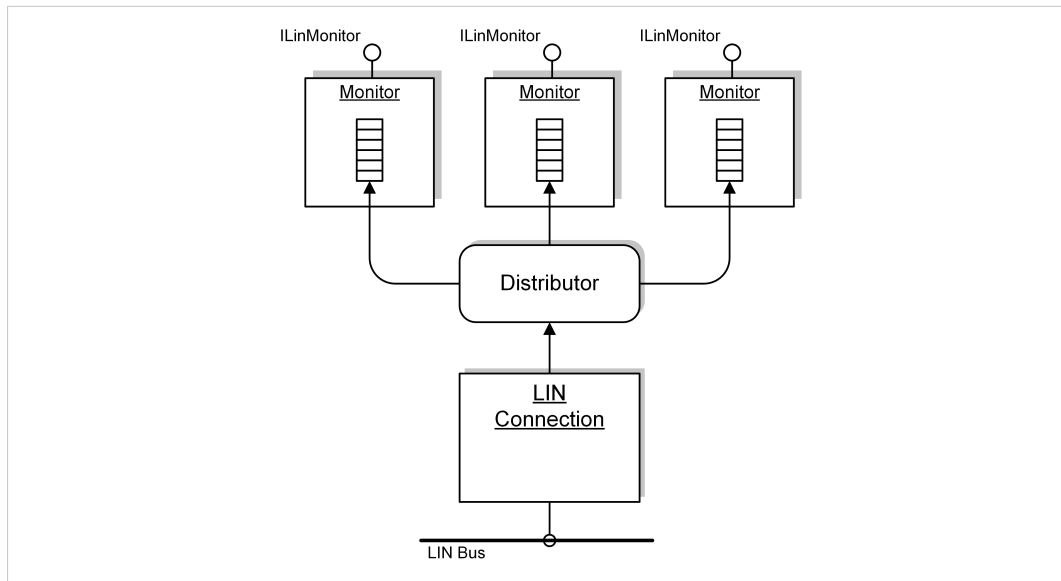 ILinMonitor
ILinMonitor
ILinMonitor
Monitor
Monitor
Monitor
Distributor
LIN
Connection
LIN Bus